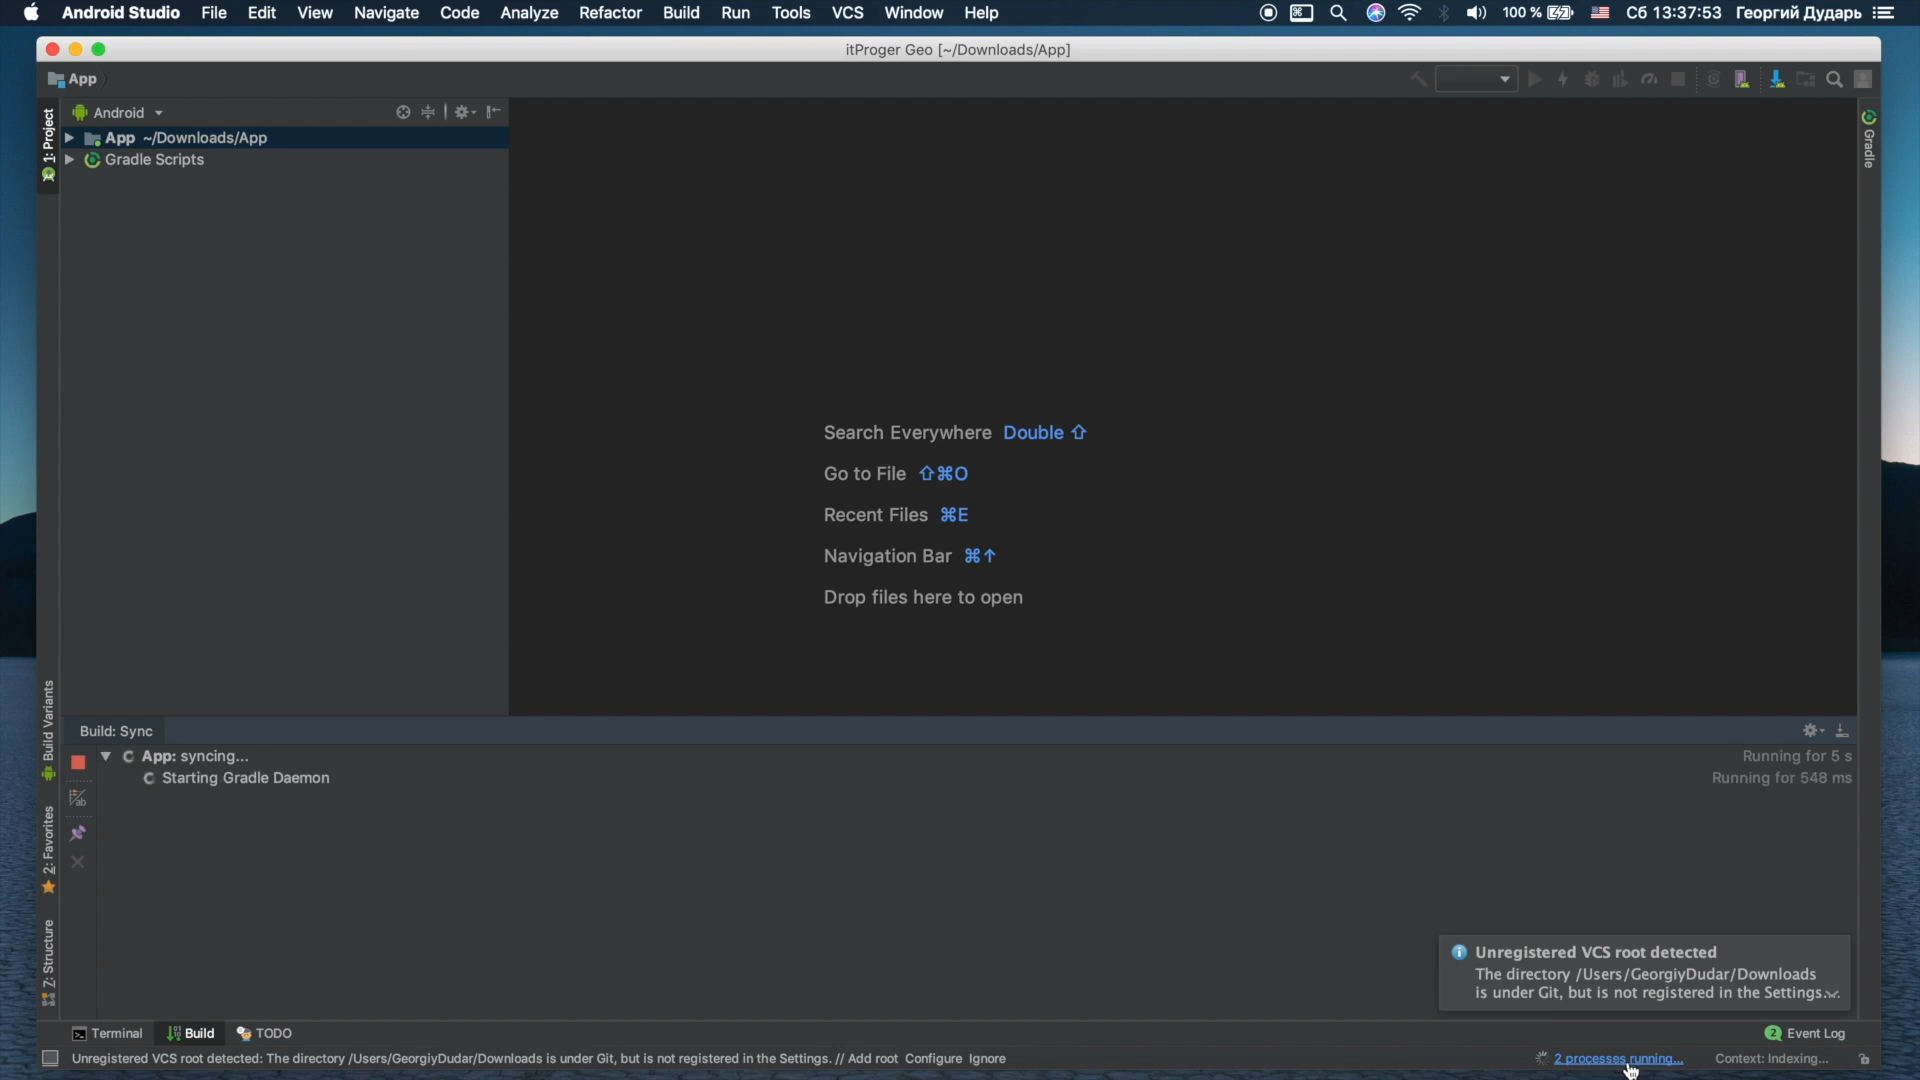 Android Studio File Edit View Navigate Code Analyze Refactor Build Run Tools VCS Window Help 100 % Сб 13:37:53 Георгий Дударь
itProger Geo [~/Downloads/App]
App
1: Project
Android
App ~/Downloads/App
Gradle Scripts
Gradle
Search Everywhere Double ⇧
Go to File ⇧⌘O
Recent Files ⌘E
Navigation Bar ⌘↑
Drop files here to open
Build Variants
2: Favorites
Z: Structure
Build: Sync
App: syncing... Running for 5 s
Starting Gradle Daemon Running for 548 ms
Unregistered VCS root detected
The directory /Users/GeorgiyDudar/Downloads
is under Git, but is not registered in the Settings.
Terminal Build TODO 2 Event Log
Unregistered VCS root detected: The directory /Users/GeorgiyDudar/Downloads is under Git, but is not registered in the Settings. // Add root Configure Ignore 2 processes running... Context: Indexing...